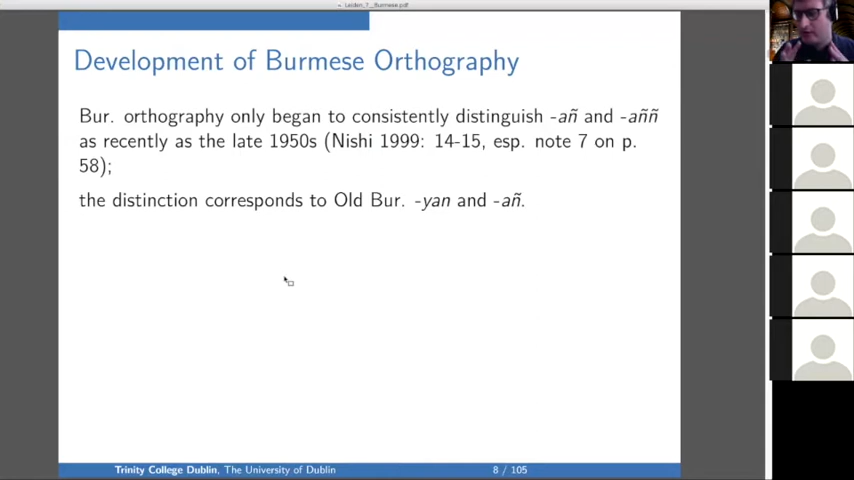 Leiden_7__Burmese.pdf
Development of Burmese Orthography
Bur. orthography only began to consistently distinguish -añ and -aññ
as recently as the late 1950s (Nishi 1999: 14-15, esp. note 7 on p.
58);
the distinction corresponds to Old Bur. -yan and -añ.
Trinity College Dublin, The University of Dublin
8 / 105